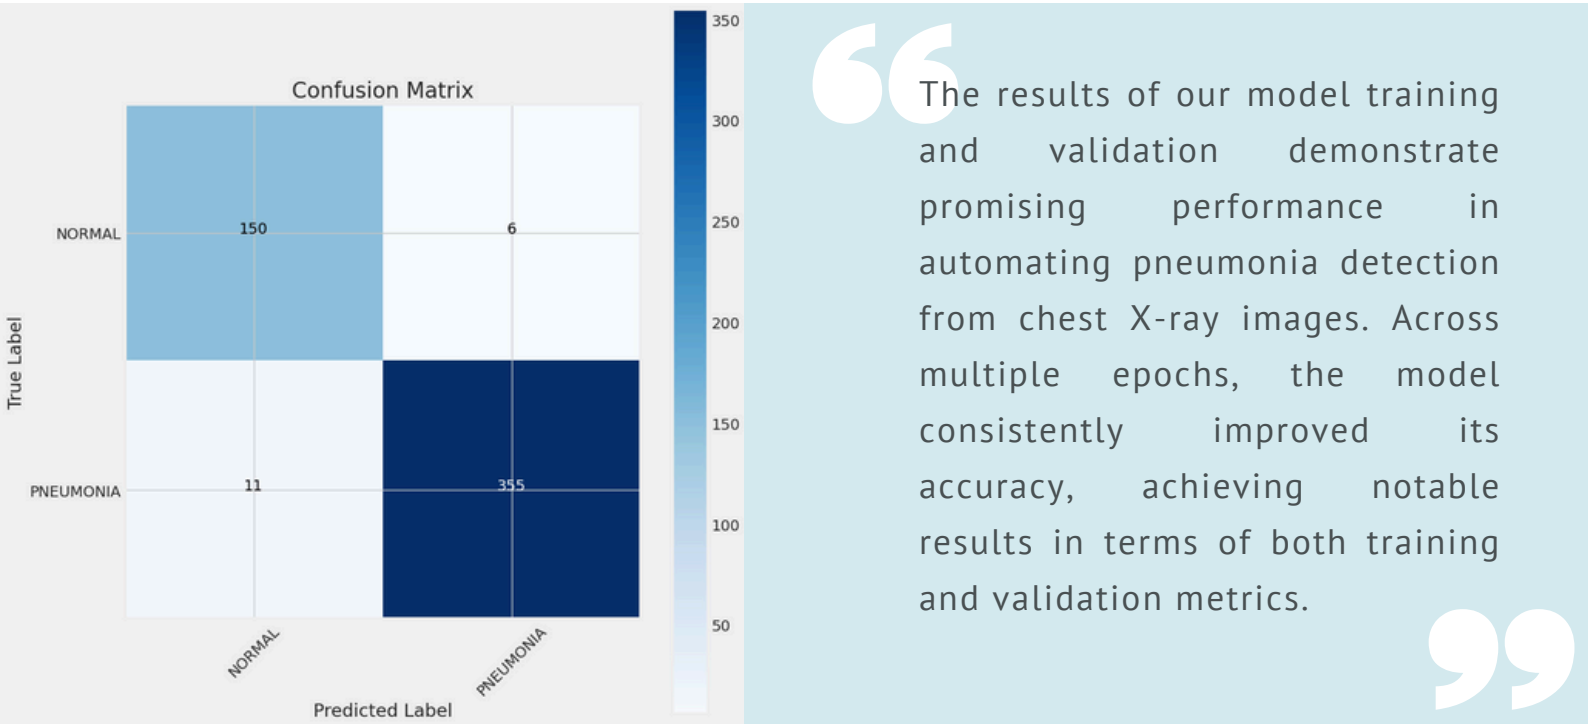 Confusion Matrix
True Label
NORMAL
150
6
PNEUMONIA
11
355
NORMAL
PNEUMONIA
Predicted Label
350
300
250
200
150
100
50
“
The results of our model training
and validation demonstrate
promising performance in
automating pneumonia detection
from chest X-ray images. Across
multiple epochs, the model
consistently improved its
accuracy, achieving notable
results in terms of both training
and validation metrics.
”